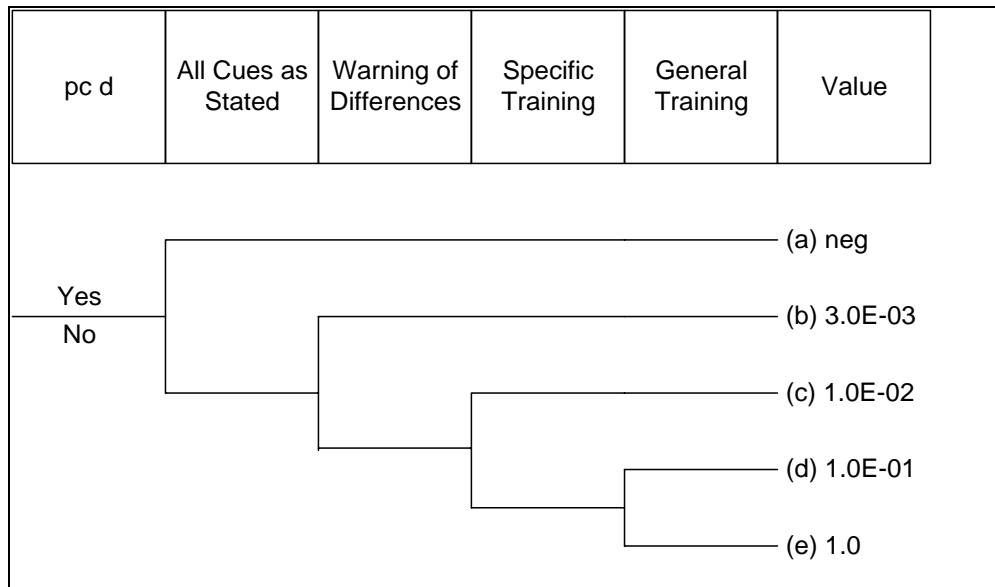 pc d
All Cues as
Stated
Warning of
Differences
Specific
Training
General
Training
Value
Yes
No
(a) neg
(b) 3.0E-03
(c) 1.0E-02
(d) 1.0E-01
(e) 1.0